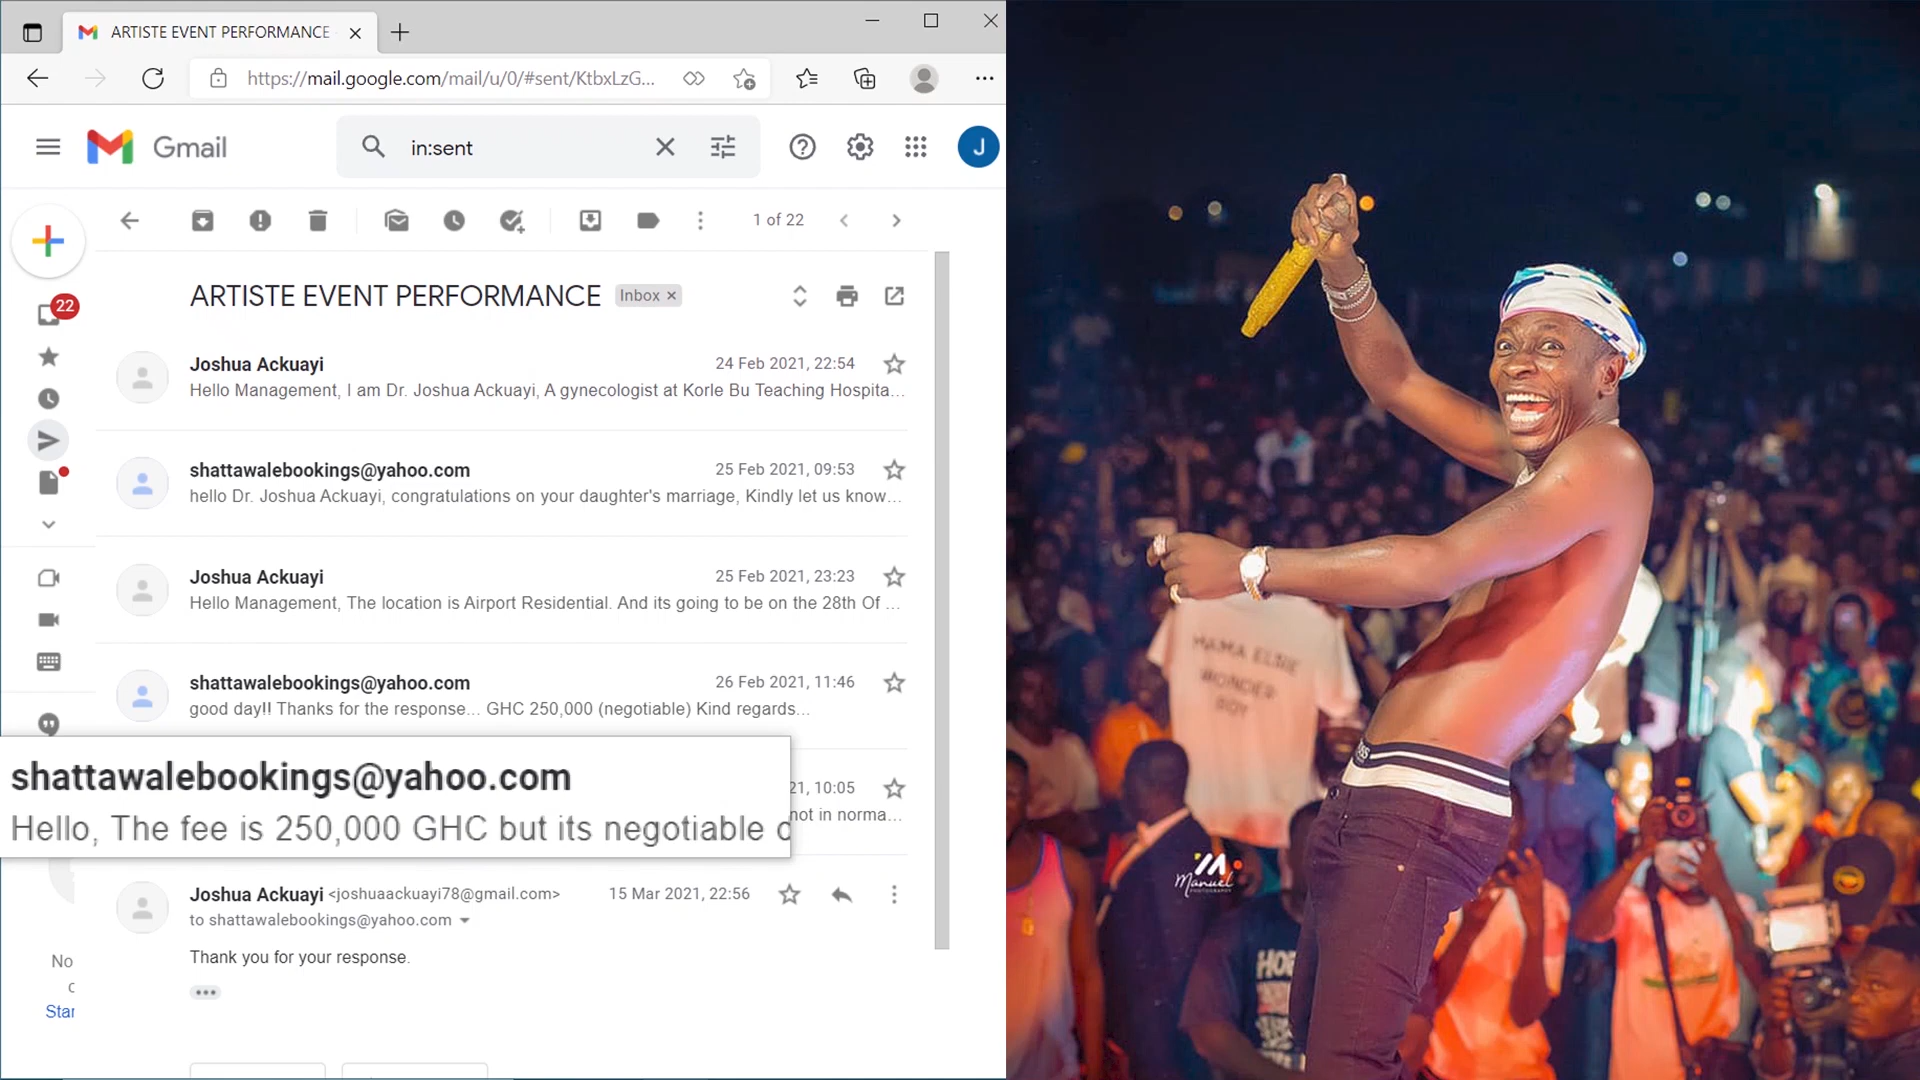 ARTISTE EVENT PERFORMANCE
https://mail.google.com/mail/u/0/#sent/KtbxLzG...
Gmail
in:sent
J
1 of 22
22
ARTISTE EVENT PERFORMANCE Inbox ×
Joshua Ackuayi 24 Feb 2021, 22:54
Hello Management, I am Dr. Joshua Ackuayi, A gynecologist at Korle Bu Teaching Hospita...
shattawalebookings@yahoo.com 25 Feb 2021, 09:53
hello Dr. Joshua Ackuayi, congratulations on your daughter's marriage, Kindly let us know...
Joshua Ackuayi 25 Feb 2021, 23:23
Hello Management, The location is Airport Residential. And its going to be on the 28th Of ...
shattawalebookings@yahoo.com 26 Feb 2021, 11:46
good day!! Thanks for the response... GHC 250,000 (negotiable) Kind regards...
shattawalebookings@yahoo.com
21, 10:05
Hello, The fee is 250,000 GHC but its negotiable
not in norma...
Joshua Ackuayi <joshuaackuayi78@gmail.com> 15 Mar 2021, 22:56
to shattawalebookings@yahoo.com
Thank you for your response.
No
c
Star
MAMA ELSIE
WONDER
BOY
Manuel
PHOTOGRAPHY